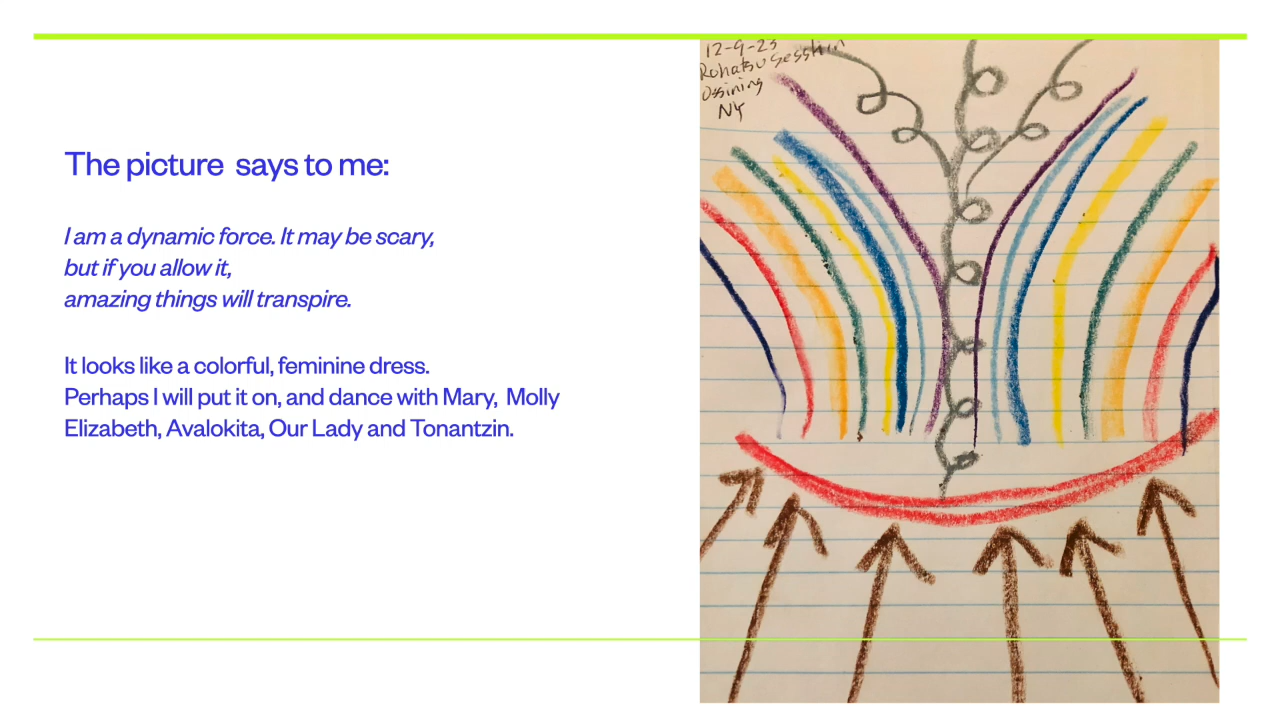 The picture  says to me:
I am a dynamic force. It may be scary,
but if you allow it,
amazing things will transpire.
It looks like a colorful, feminine dress.
Perhaps I will put it on, and dance with Mary,  Molly
Elizabeth, Avalokita, Our Lady and Tonantzin.
12-9-23
Rohatsu Sesshin
Ossining
NY